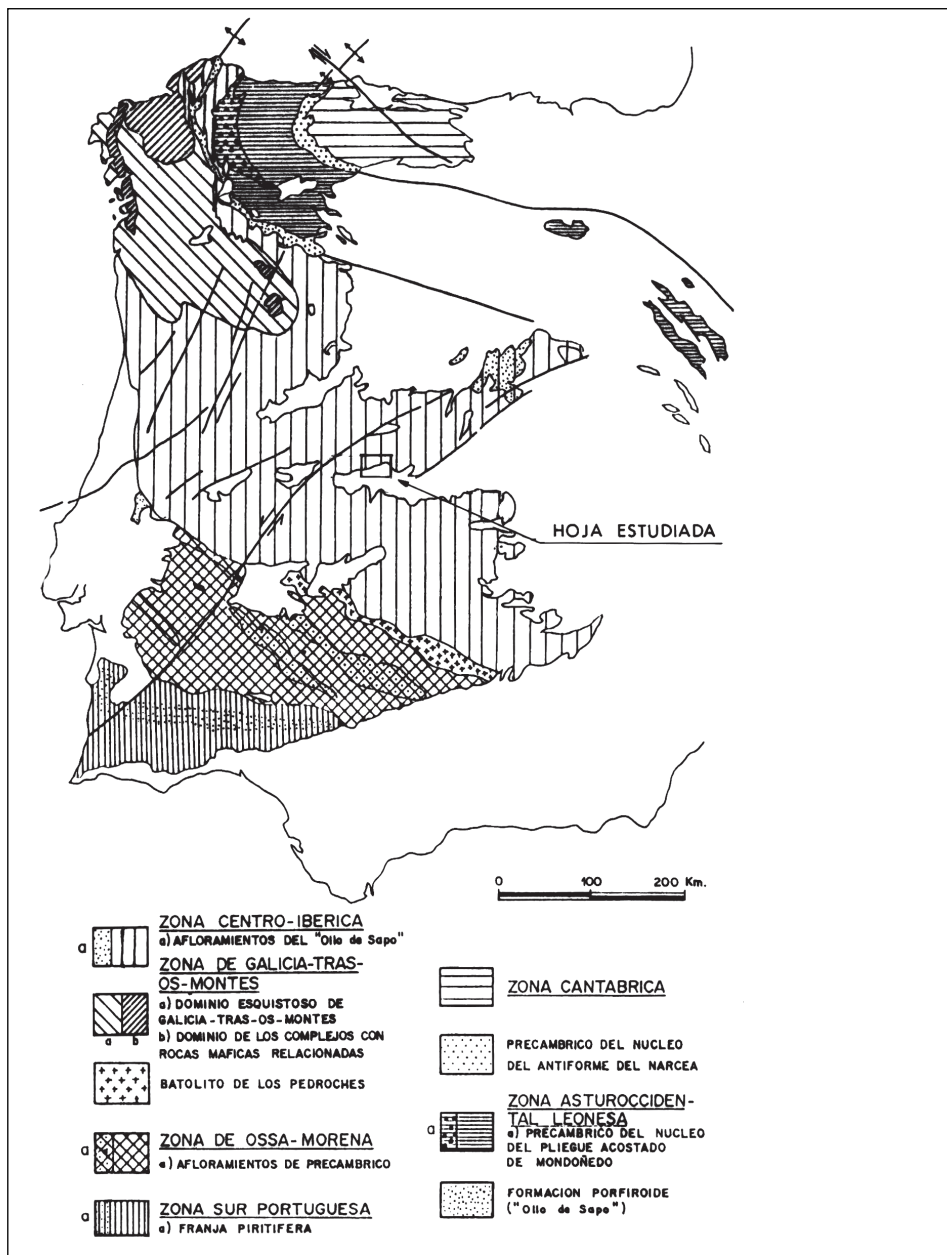 HOJA ESTUDIADA
0 100 200 Km.
a
ZONA CENTRO-IBERICA
a) AFLORAMIENTOS DEL "Ollo de Sapo"
ZONA DE GALICIA-TRAS-
OS-MONTES
a b
a) DOMINIO ESQUISTOSO DE
GALICIA-TRAS-OS-MONTES
b) DOMINIO DE LOS COMPLEJOS CON
ROCAS MAFICAS RELACIONADAS
BATOLITO DE LOS PEDROCHES
a
ZONA DE OSSA-MORENA
a) AFLORAMIENTOS DE PRECAMBRICO
a
ZONA SUR PORTUGUESA
a) FRANJA PIRITIFERA
ZONA CANTABRICA
PRECAMBRICO DEL NUCLEO
DEL ANTIFORME DEL NARCEA
a
ZONA ASTUROCCIDEN-
TAL LEONESA
a) PRECAMBRICO DEL NUCLEO
DEL PLIEGUE ACOSTADO
DE MONDOÑEDO
FORMACION PORFIROIDE
("Ollo de Sapo")